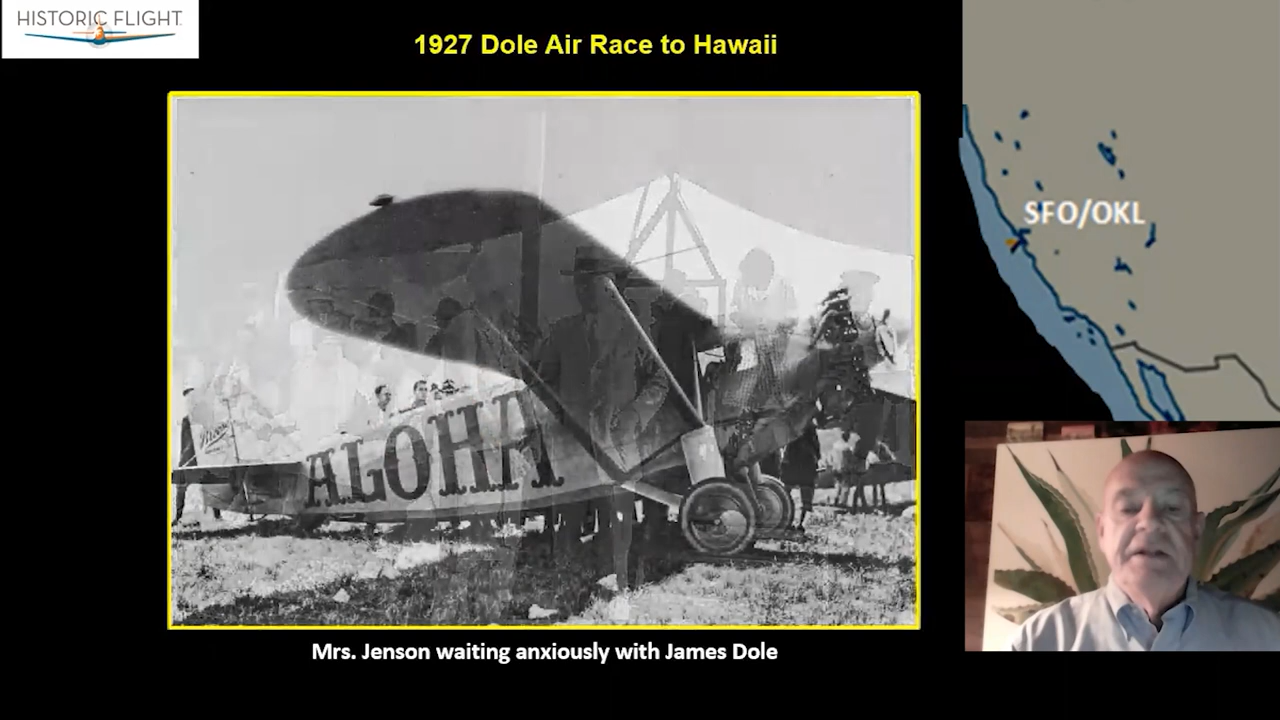 HISTORIC FLIGHT
1927 Dole Air Race to Hawaii
SFO/OKL
ALOHA
Mrs. Jenson waiting anxiously with James Dole